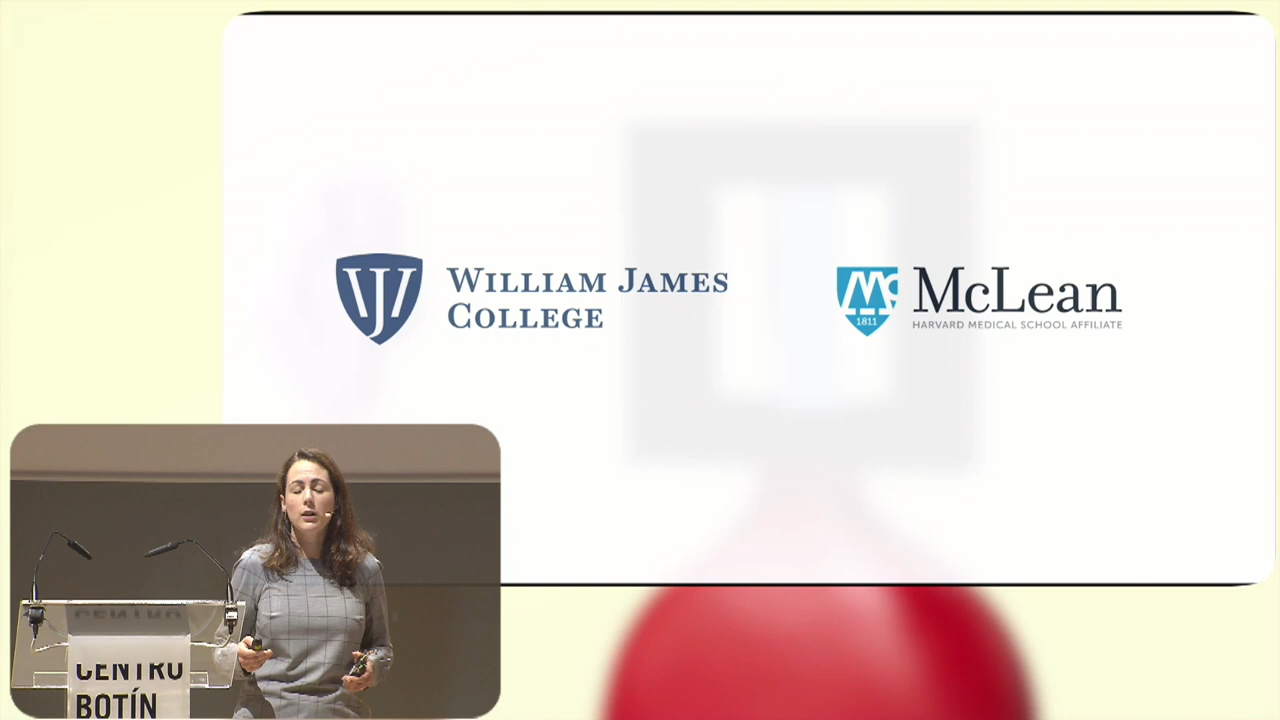 WILLIAM JAMES
COLLEGE
1811
McLean
HARVARD MEDICAL SCHOOL AFFILIATE
CENTRO
BOTÍN